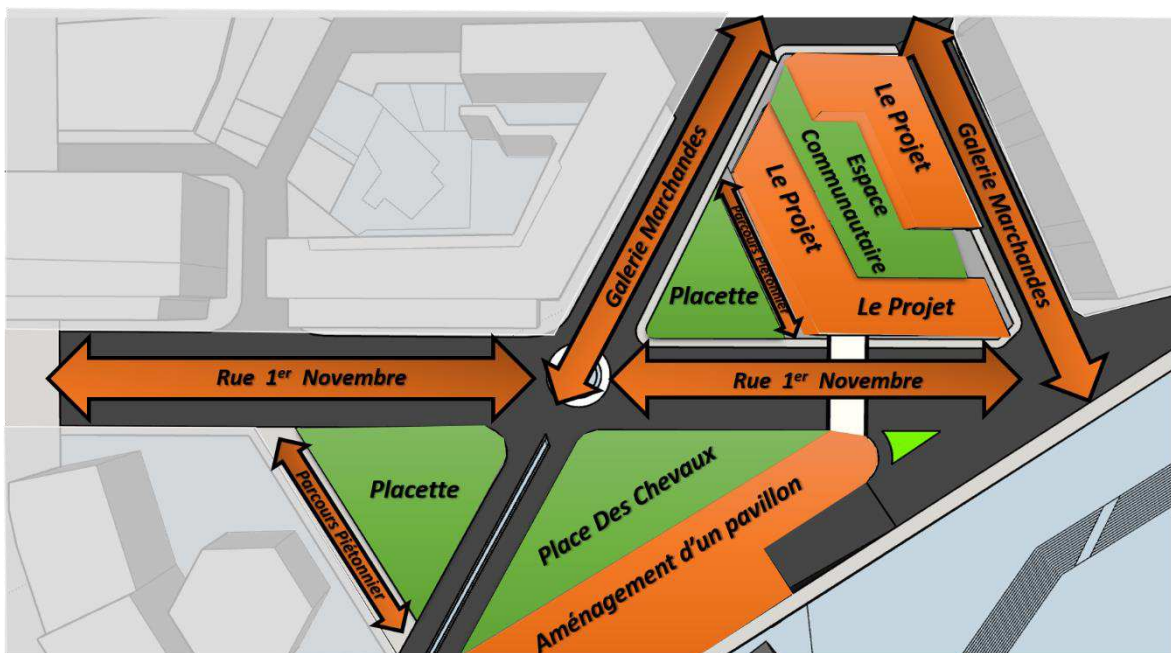 Galerie Marchandes
Le Projet
Espace
Communautaire
Le Projet
Galerie Marchandes
Parcours Piétonnier
Placette
Le Projet
Rue 1er Novembre
Rue 1er Novembre
Parcours Piétonnier
Placette
Place Des Chevaux
Aménagement d'un pavillon